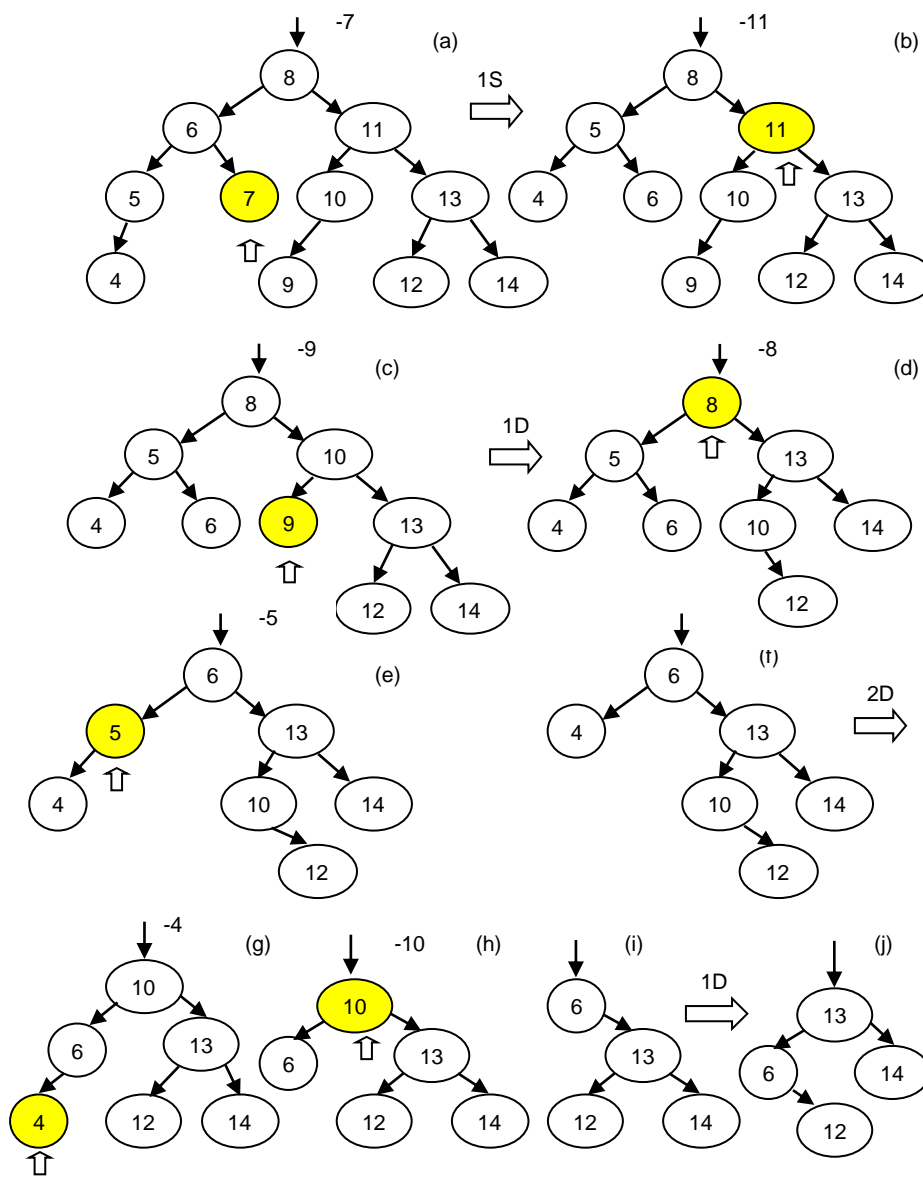 -7 (a) -11 (b)
8 1S 8
6 11 5 11
5 7 10 13 4 6 10 13
4 9 12 14 9 12 14
-9 (c) -8 (d)
8 1D 8
5 10 5 13
4 9 6 13 4 6 10 14
12 14 12
-5 (e) (f)
6 6 2D
5 13 4 13
4 10 14 10 14
12 12
-4 (g) -10 (h) (i) (j)
10 10 6 1D 13
6 13 6 13 13 6 14
4 12 14 12 14 12 14 12